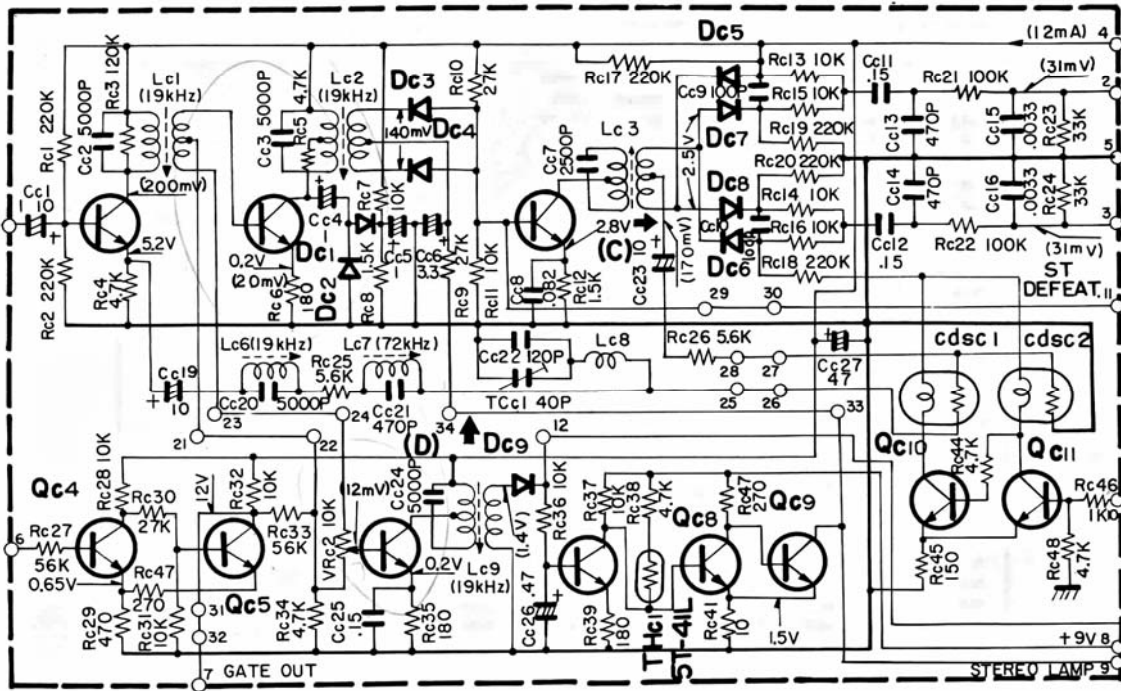 Dc5
(12mA) 4
Rc13 10K
Cc11
.15
Rc21 100K
(31mV)
2
Rc1 220K
Cc2 5000P
Rc3 120K
Lc1
(19kHz)
Cc3 5000P
Rc5 4.7K
Lc2
(19kHz)
Dc3
Rc10
27K
Rc17 220K
Cc9 100P
Rc15 10K
140mV
Dc4
Dc7
Rc19 220K
Cc13
470P
Cc15
.0033
Rc23
33K
5
Cc7
2500P
Lc 3
2.5V
Rc20 220K
Dc8
Rc14 10K
Cc14
470P
Cc16
.0033
Rc24
33K
1
Cc1
10
(200mV)
Cc4
1
Rc7
10K
5.2V
0.2V
(20mV)
Dc1
Dc2
Rc8
1.5K
Cc5
1
Cc6
3.3
27K
Rc9
Rc11
10K
2.8V
(C)
(170mV)
Cc10
100P
Rc16 10K
Dc6
Rc18 220K
Cc12
.15
Rc22 100K
3
(31mV)
Rc2 220K
Rc4
4.7K
Rc6
180
Cc8
.082
Rc12
1.5K
Cc23 10
29
30
ST
DEFEAT 11
Lc6(19kHz)
Lc7 (72kHz)
Rc25
5.6K
Cc22 120P
Lc8
Rc26 5.6K
28
27
Cc27
47
Cdsc1
Cdsc2
Cc19
10
Cc20
5000P
23
24
Cc21
470P
34
TCc1 40P
25
26
33
21
22
(D)
Dc9
12
Qc4
Rc28 10K
Rc30
27K
12V
Rc32
10K
Rc33
56K
VR c2 10K
(12mV)
Cc24
5000P
(1.4V)
Rc36 10K
Rc37
10K
Rc38
4.7K
Qc8
Rc47
270
Qc9
Qc10
Rc44
4.7K
Qc11
Rc46
1K
6
Rc27
56K
0.65V
Rc47
270
Qc5
0.2V
Lc9
(19kHz)
Rc45
150
Rc48
4.7K
Rc29
470
Rc31
10K
31
32
Rc34
4.7K
Cc25
.15
Rc35
180
Cc26 .47
Rc39
180
THc1
5T-41L
Rc41
10
1.5V
+9V 8
7 GATE OUT
STEREO LAMP 9